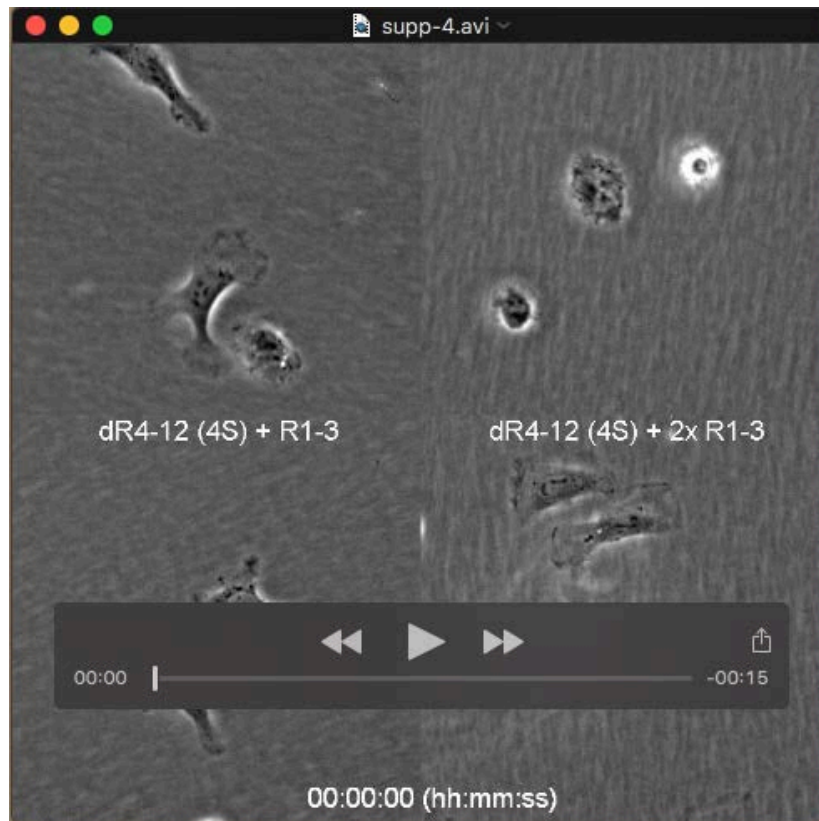 supp-4.avi
dR4-12 (4S) + R1-3
dR4-12 (4S) + 2x R1-3
00:00
-00:15
00:00:00 (hh:mm:ss)